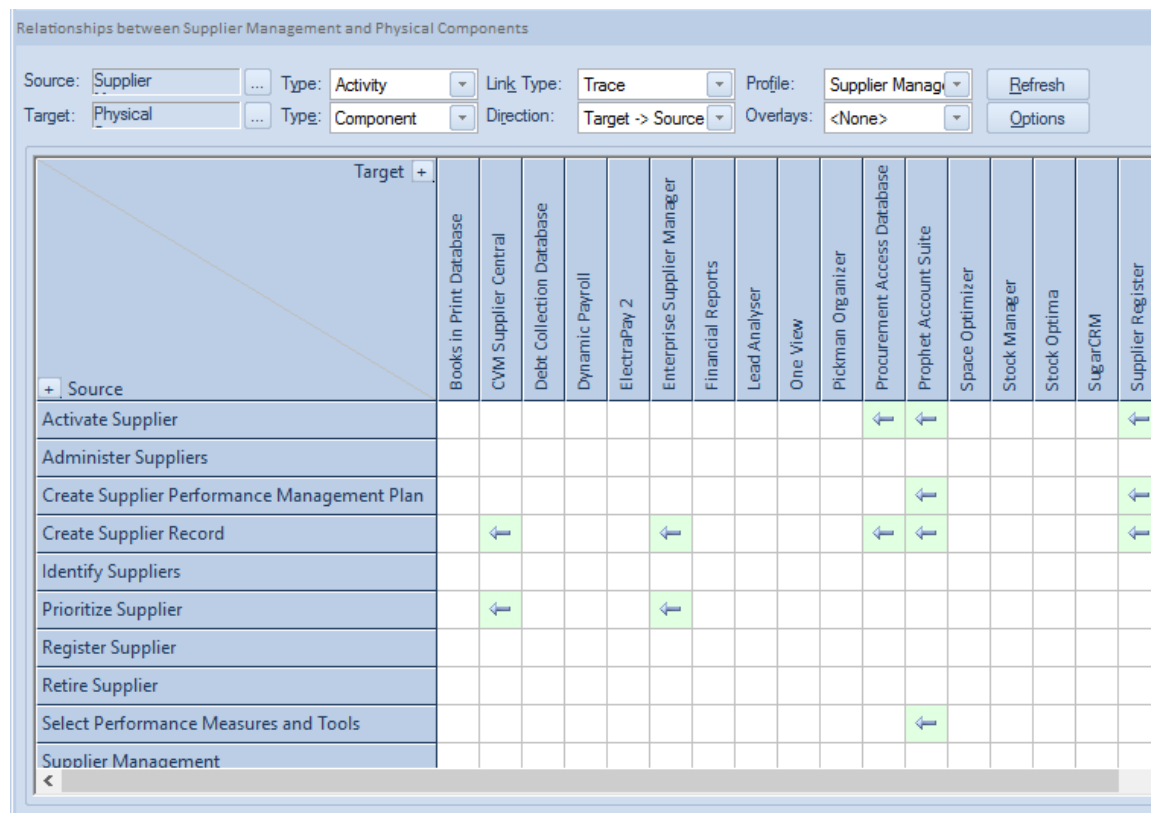 Relationships between Supplier Management and Physical Components
Source: Supplier ... Type: Activity Link Type: Trace Profile: Supplier Manag Refresh
Target: Physical ... Type: Component Direction: Target -> Source Overlays: <None> Options
Target +
+ Source
Books in Print Database
CVM Supplier Central
Debt Collection Database
Dynamic Payroll
ElectraPay 2
Enterprise Supplier Manager
Financial Reports
Lead Analyser
One View
Pickman Organizer
Procurement Access Database
Prophet Account Suite
Space Optimizer
Stock Manager
Stock Optima
SugarCRM
Supplier Register
Activate Supplier
Administer Suppliers
Create Supplier Performance Management Plan
Create Supplier Record
Identify Suppliers
Prioritize Supplier
Register Supplier
Retire Supplier
Select Performance Measures and Tools
Supplier Management